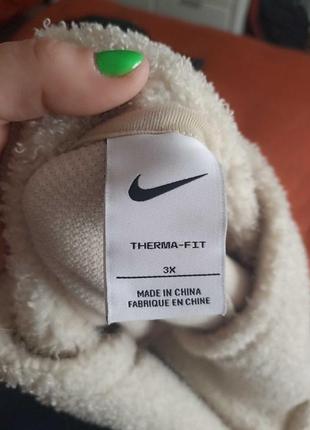 THERMA-FIT
3X
MADE IN CHINA
FABRIQUE EN CHINE